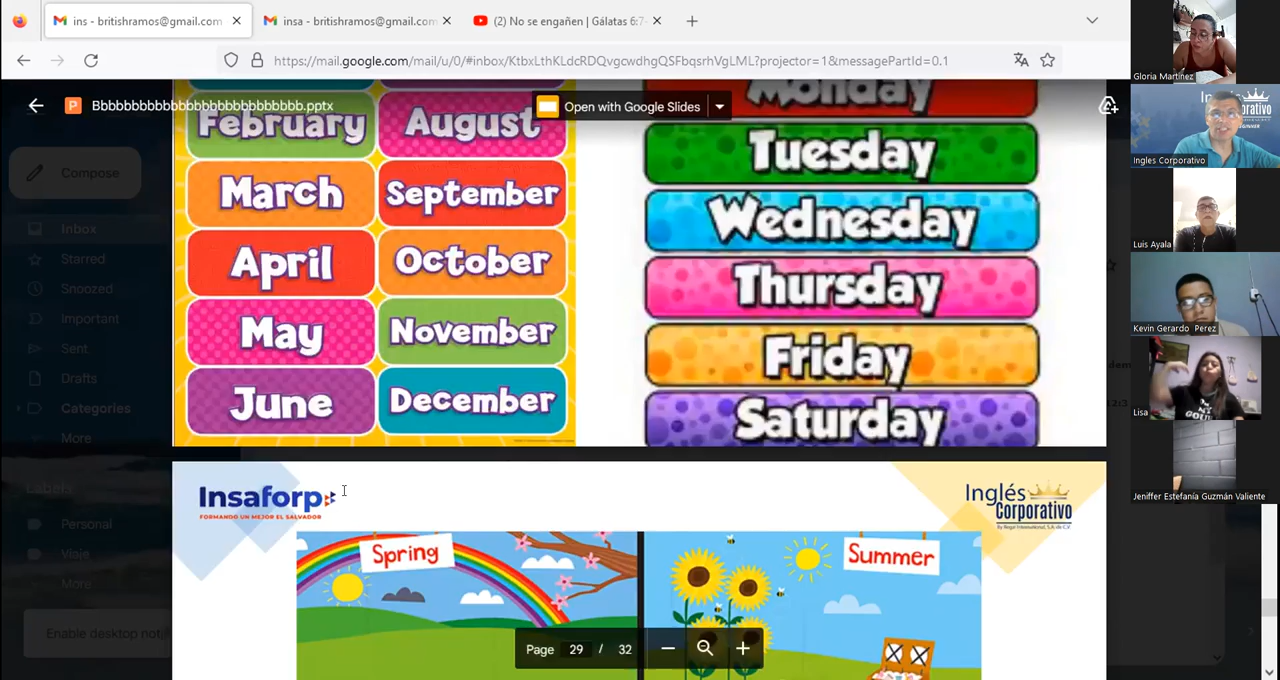 ins - britishramos@gmail.com
insa - britishramos@gmail.com
(2) No se engañen | Gálatas 6:7-
https://mail.google.com/mail/u/0/#inbox/KtbxLthKLdcRDQvgcwdhgQSFbqsrhVgLML?projector=1&messagePartId=0.1
Open with Google Slides
Compose
Inbox
Starred
Snoozed
Important
Sent
Drafts
Categories
More
Labels
Personal
Viaje
More
Enable desktop noti
February
August
March
September
April
October
May
November
June
December
Monday
Tuesday
Wednesday
Thursday
Friday
Saturday
Insaforp
FORMANDO UN MEJOR EL SALVADOR
Inglés
Corporativo
Spring
Summer
Page 29 / 32
Gloria Martinez
Ingles Corporativo
Luis Ayala
Kevin Gerardo Perez
Lisa
Jeniffer Estefanía Guzmán Valiente